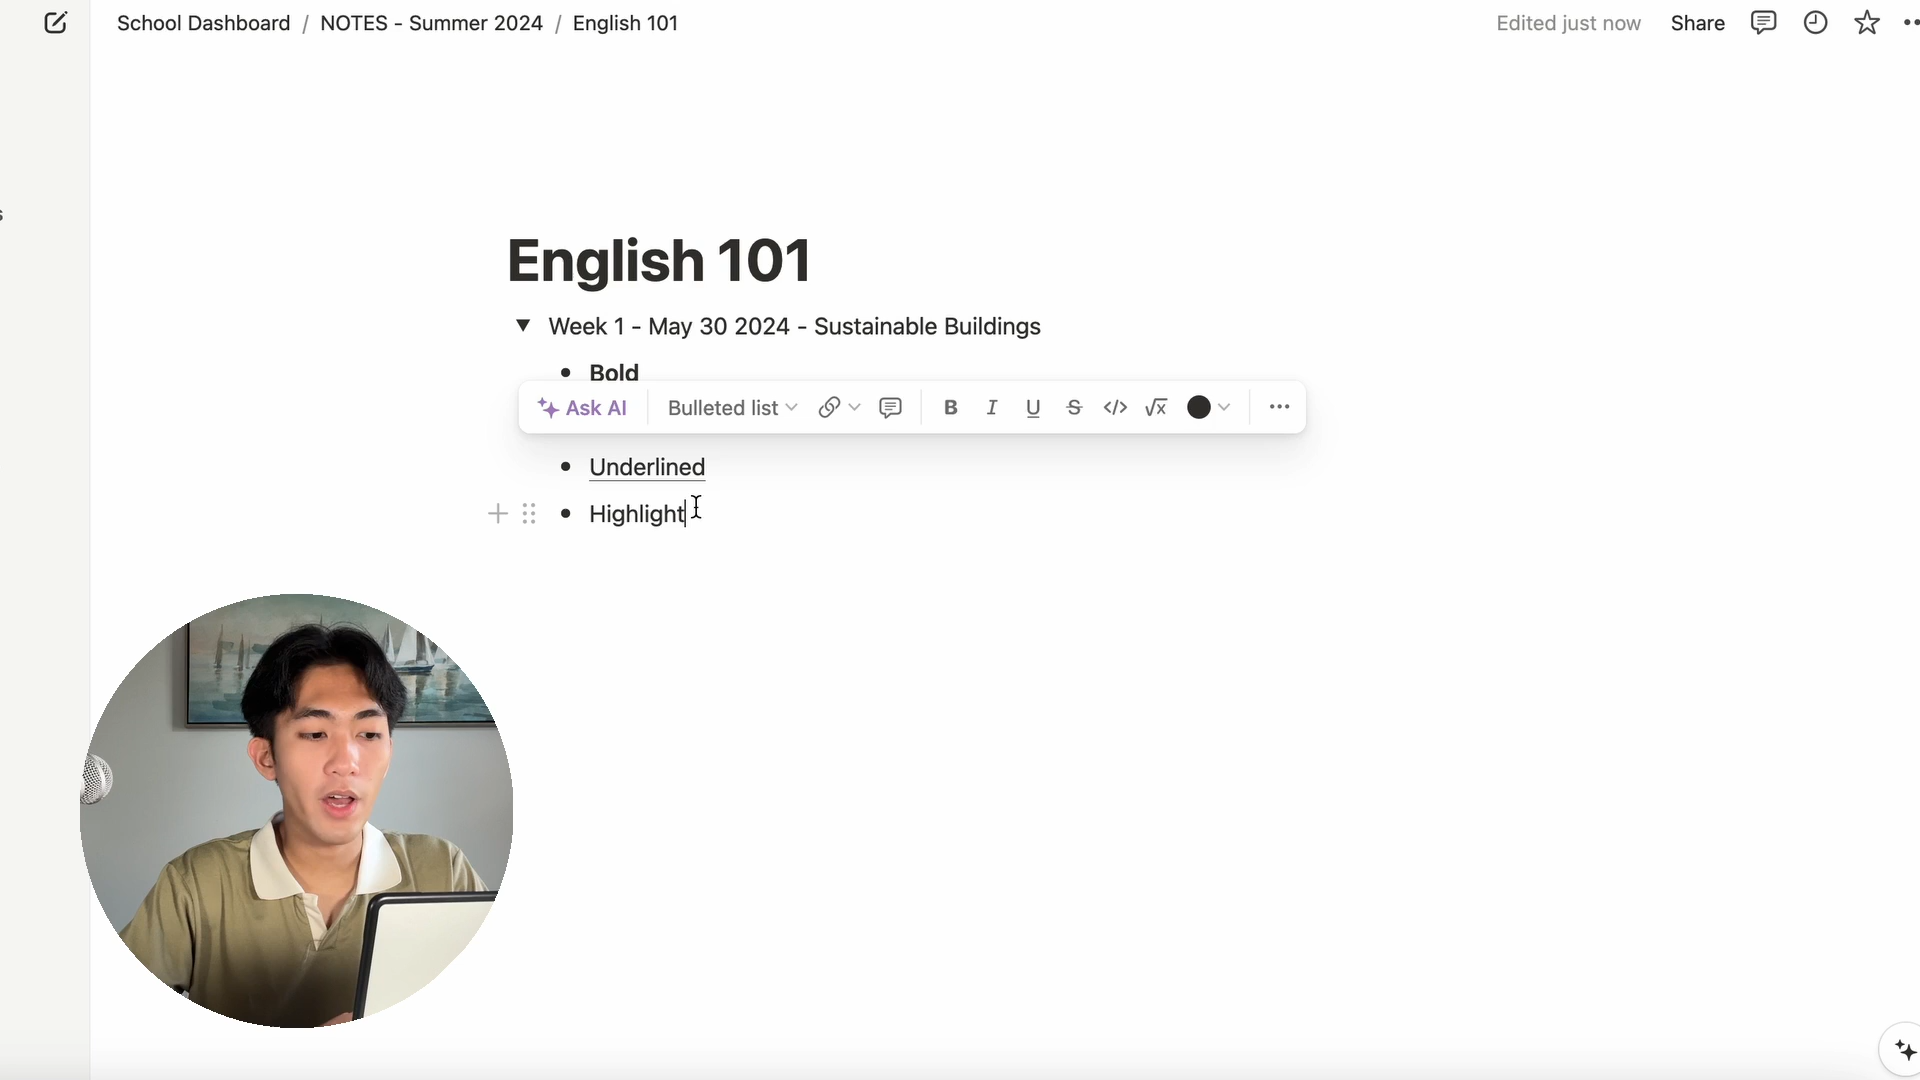 School Dashboard / NOTES - Summer 2024 / English 101
Edited just now
Share
English 101
Week 1 - May 30 2024 - Sustainable Buildings
• Bold
Ask AI
Bulleted list
B I U S </> √x
• Underlined
• Highlight